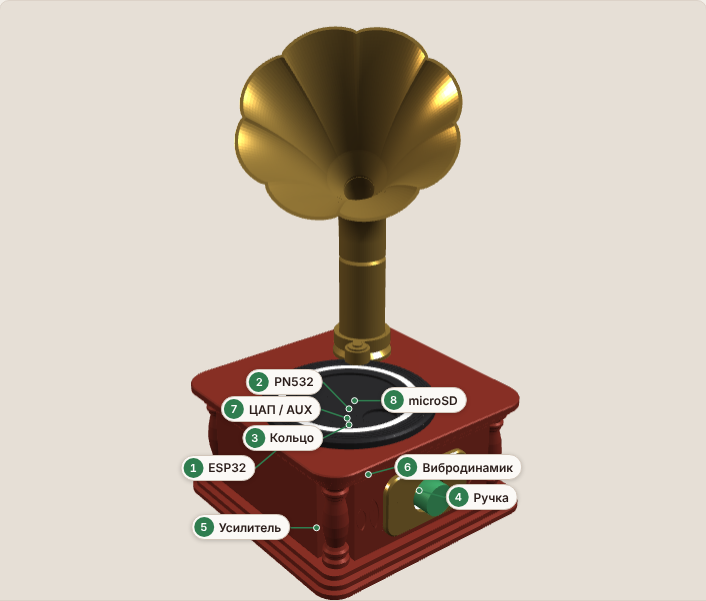 2 PN532
8 microSD
7 ЦАП / AUX
3 Кольцо
1 ESP32
6 Вибродинамик
4 Ручка
5 Усилитель